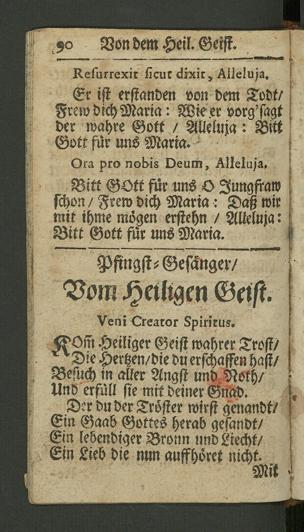 90 Von dem Heil. Geist.
Resurrexit sicut dixit, Alleluja.
Er ist erstanden von dem Todt/
Frew dich Maria: Wie er vorg'sagt
der wahre Gott / Alleluja: Bitt
Gott für uns Maria.
Ora pro nobis Deum, Alleluja.
Bitt GOtt für uns O Jungfraw
schon/ Frew dich Maria: Daß wir
mit ihme mögen erstehn / Alleluja:
Bitt Gott für uns Maria.
Pfingst-Gesänger/
Vom Heiligen Geist.
Veni Creator Spiritus.
KOm Heiliger Geist wahrer Trost/
Die Hertzen/die du erschaffen hast/
Besuch in aller Angst und Noth/
Und erfüll sie mit deiner Gnad.
Der du der Tröster wirst genandt/
Ein Gaab Gottes herab gesandt/
Ein lebendiger Bronn und Liecht/
Ein Lieb die nun auffhöret nicht.
Mit